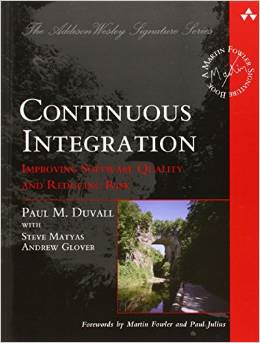 The Addison Wesley Signature Series
A MARTIN FOWLER
SIGNATURE
BOOK
Martin
CONTINUOUS
INTEGRATION
IMPROVING SOFTWARE QUALITY
AND REDUCING RISK
PAUL M. DUVALL
WITH
STEVE MATYAS
ANDREW GLOVER
Forewords by Martin Fowler and Paul Julius